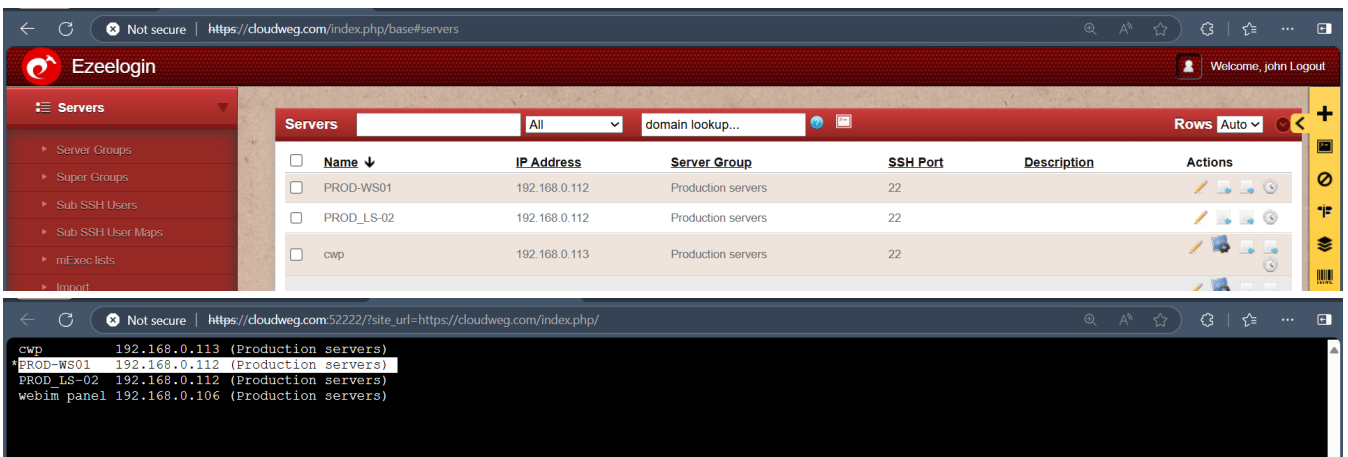 Not secure | https://cloudweg.com/index.php/base#servers
Ezeelogin
Welcome, john Logout
Servers
Servers All domain lookup... Rows Auto
Server Groups
Super Groups
Sub SSH Users
Sub SSH User Maps
mExec lists
Import
Name ↓ IP Address Server Group SSH Port Description Actions
PROD-WS01 192.168.0.112 Production servers 22
PROD_LS-02 192.168.0.112 Production servers 22
cwp 192.168.0.113 Production servers 22
Not secure | https://cloudweg.com:52222/?site_url=https://cloudweg.com/index.php/
cwp 192.168.0.113 (Production servers)
*PROD-WS01 192.168.0.112 (Production servers)
PROD_LS-02 192.168.0.112 (Production servers)
webim panel 192.168.0.106 (Production servers)